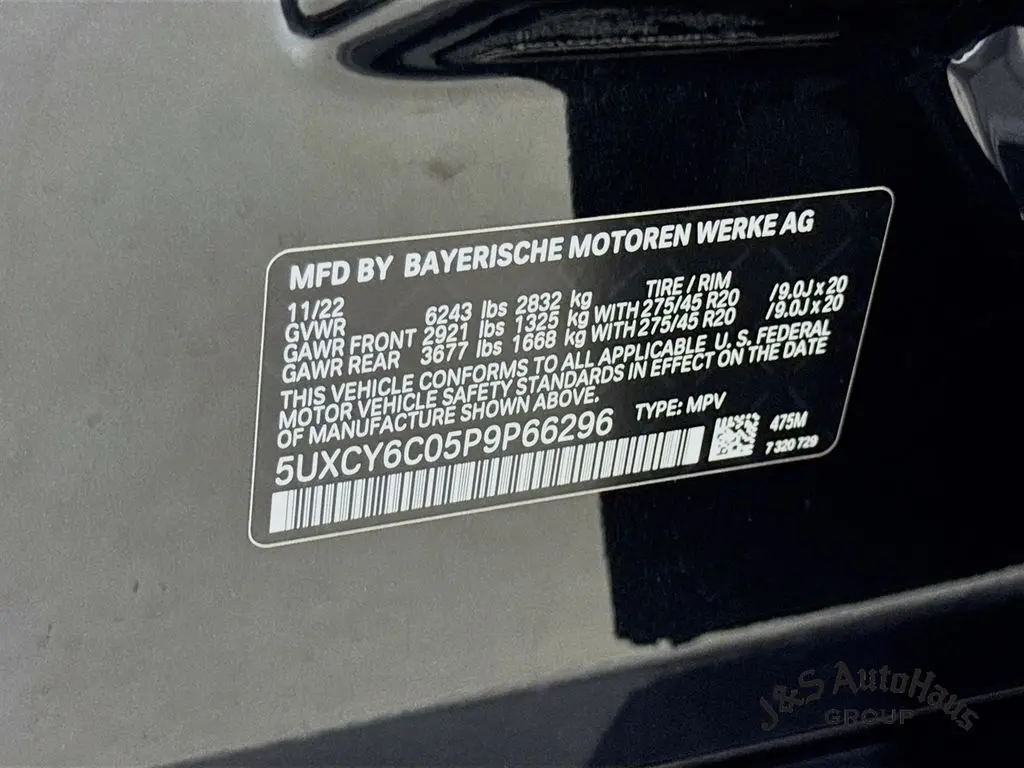 MFD BY BAYERISCHE MOTOREN WERKE AG
11/22 TIRE / RIM
GVWR 6243 lbs 2832 kg
GAWR FRONT 2921 lbs 1325 kg WITH 275/45 R20 /9.0J x 20
GAWR REAR 3677 lbs 1668 kg WITH 275/45 R20 /9.0J x 20
THIS VEHICLE CONFORMS TO ALL APPLICABLE U.S. FEDERAL
MOTOR VEHICLE SAFETY STANDARDS IN EFFECT ON THE DATE
OF MANUFACTURE SHOWN ABOVE.
5UXCY6C05P9P66296 TYPE: MPV
475M
7 320 729
J&S AutoHaus
GROUP